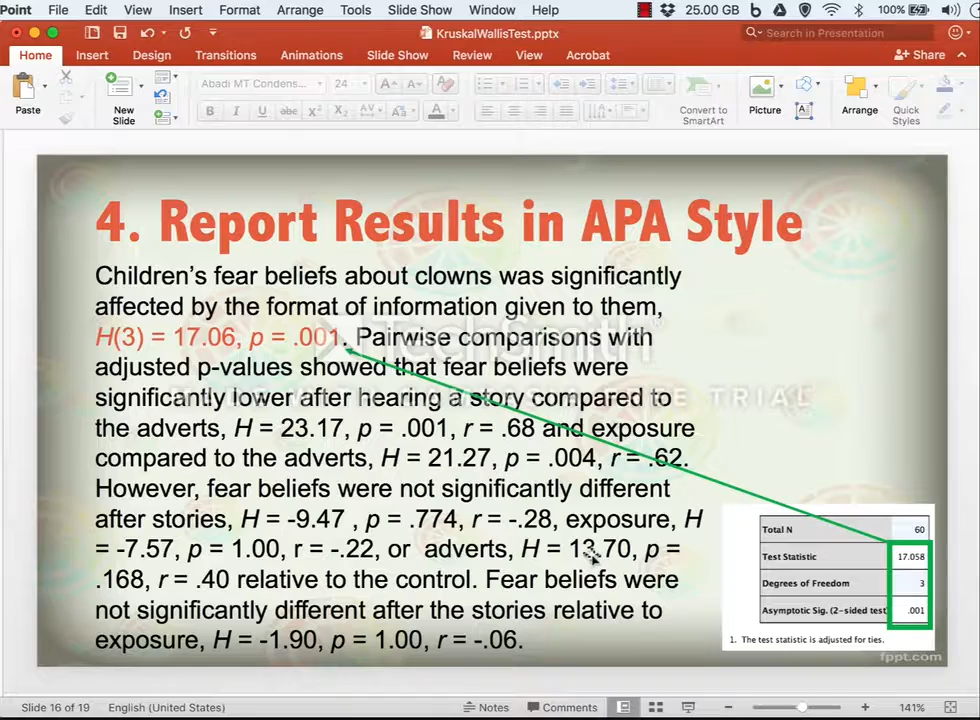 Point File Edit View Insert Format Arrange Tools Slide Show Window Help 25.00 GB 100%
KruskalWallisTest.pptx
Search in Presentation
Home Insert Design Transitions Animations Slide Show Review View Acrobat
Share
Abadi MT Condens... 24
Paste New Slide Convert to SmartArt Picture Arrange Quick Styles
4. Report Results in APA Style
Children's fear beliefs about clowns was significantly
affected by the format of information given to them,
H(3) = 17.06, p = .001. Pairwise comparisons with
adjusted p-values showed that fear beliefs were
significantly lower after hearing a story compared to
the adverts, H = 23.17, p = .001, r = .68 and exposure
compared to the adverts, H = 21.27, p = .004, r = .62.
However, fear beliefs were not significantly different
after stories, H = -9.47 , p = .774, r = -.28, exposure, H
= -7.57, p = 1.00, r = -.22, or adverts, H = 13.70, p =
.168, r = .40 relative to the control. Fear beliefs were
not significantly different after the stories relative to
exposure, H = -1.90, p = 1.00, r = -.06.
TechSmith
TRIAL
Total N 60
Test Statistic 17.058
Degrees of Freedom 3
Asymptotic Sig. (2-sided test .001
1. The test statistic is adjusted for ties.
fppt.com
Slide 16 of 19 English (United States) Notes Comments 141%